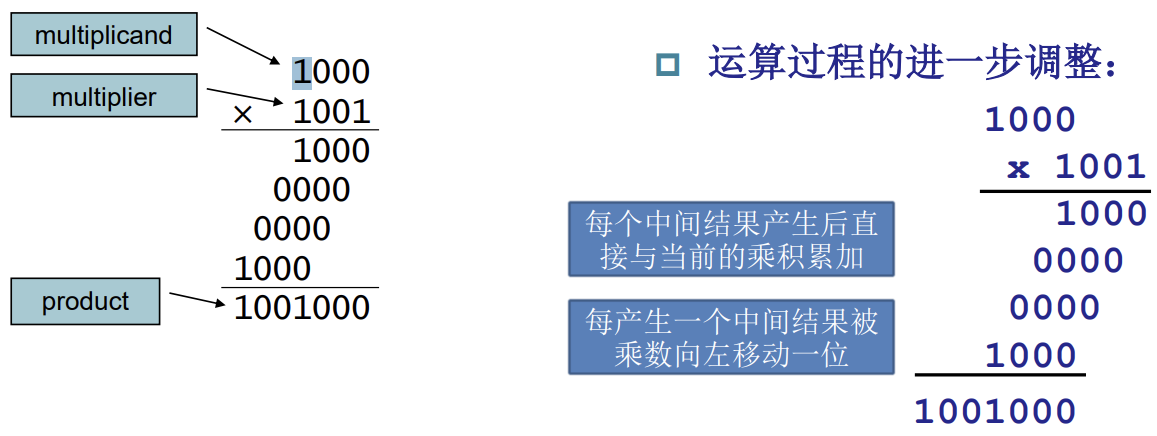 multiplicand
1000
multiplier
× 1001
1000
0000
0000
1000
product
1001000
运算过程的进一步调整：
1000
x 1001
1000
0000
0000
1000
1001000
每个中间结果产生后直
接与当前的乘积累加
每产生一个中间结果被
乘数向左移动一位